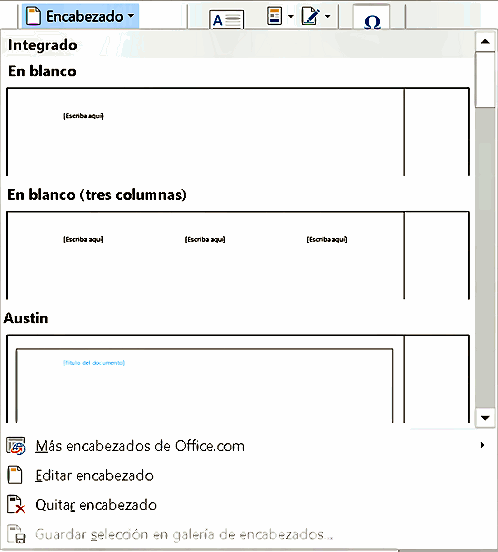 Encabezado
A
Ω
Integrado
En blanco
[Escriba aquí]
En blanco (tres columnas)
[Escriba aquí] [Escriba aquí] [Escriba aquí]
Austin
[Título del documento]
Más encabezados de Office.com
Editar encabezado
Quitar encabezado
Guardar selección en galería de encabezados...